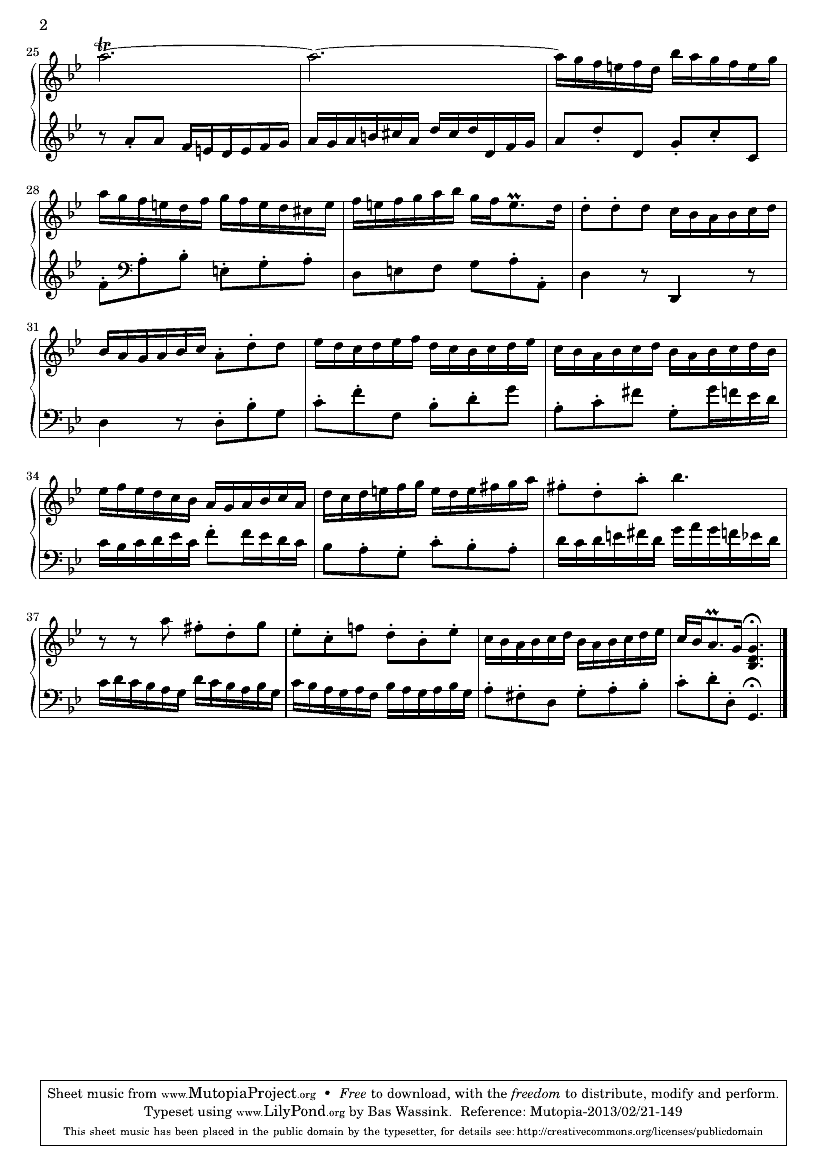 2
25
tr
28
31
34
37
Sheet music from www.MutopiaProject.org • Free to download, with the freedom to distribute, modify and perform.
Typeset using www.LilyPond.org by Bas Wassink. Reference: Mutopia-2013/02/21-149
This sheet music has been placed in the public domain by the typesetter, for details see: http://creativecommons.org/licenses/publicdomain